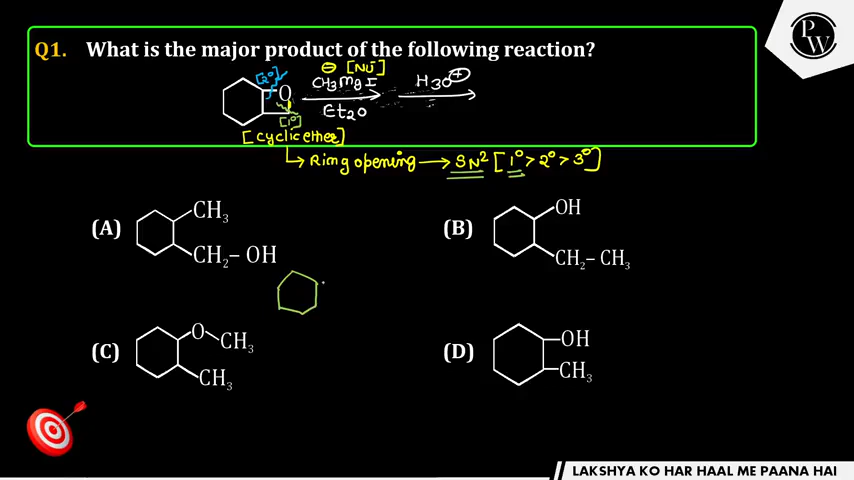 Q1. What is the major product of the following reaction?
[2°]
O
[1°]
⊖ [Nu⁻]
CH3MgI
Et2O
H3O⊕
[cyclic ether]
Ring opening → SN² [1° > 2° > 3°]
(A) CH3
CH2 – OH
(B) OH
CH2 – CH3
(C) O CH3
CH3
(D) OH
CH3
PW
LAKSHYA KO HAR HAAL ME PAANA HAI